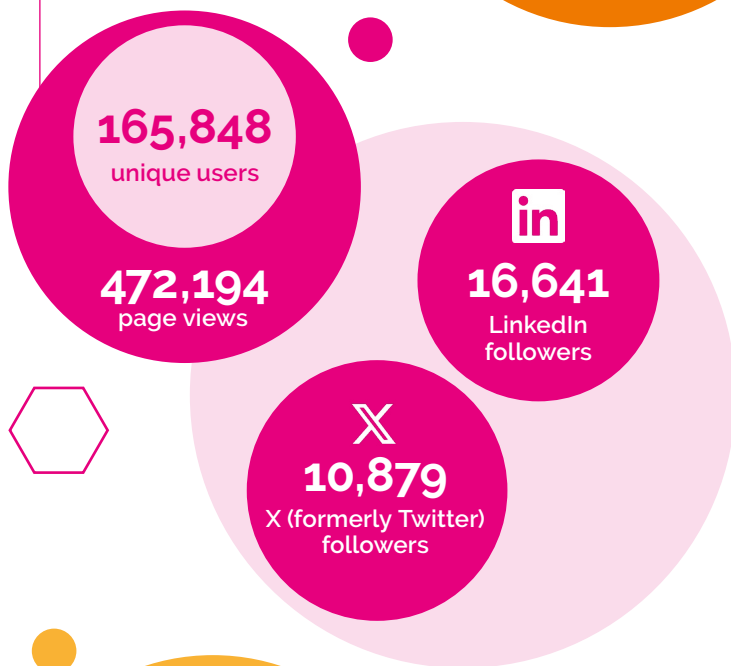 165,848
unique users
472,194
page views
in
16,641
LinkedIn
followers
X
10,879
X (formerly Twitter)
followers